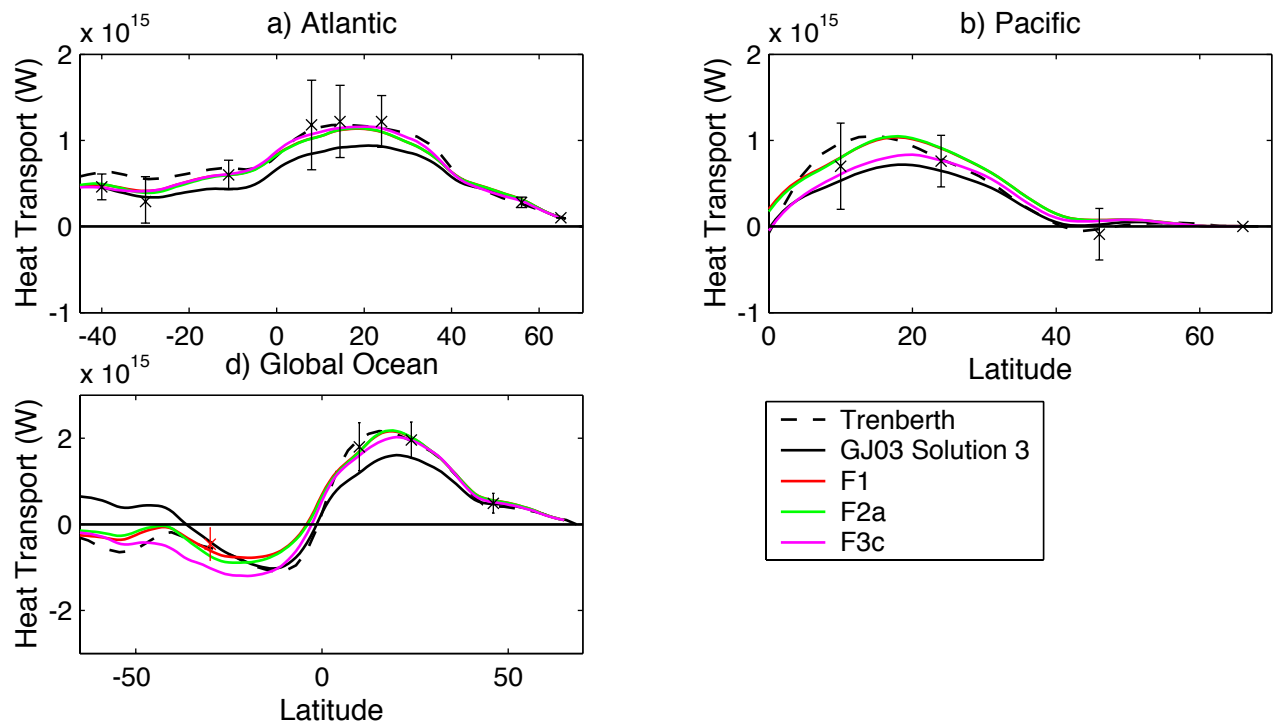 a) Atlantic
x 10^15
Heat Transport (W)
2
1
0
-1
-40 -20 0 20 40 60
b) Pacific
x 10^15
Heat Transport (W)
2
1
0
-1
0 20 40 60
Latitude
d) Global Ocean
x 10^15
Heat Transport (W)
2
0
-2
-50 0 50
Latitude
Trenberth
GJ03 Solution 3
F1
F2a
F3c